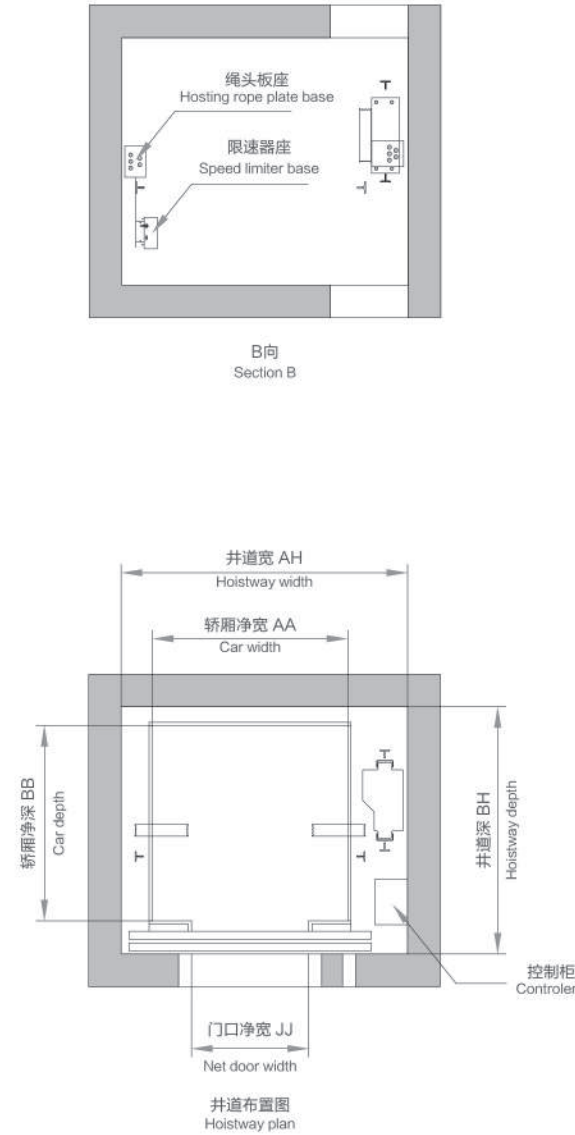 绳头板座
Hosting rope plate base
限速器座
Speed limiter base
B向
Section B
井道宽 AH
Hoistway width
轿厢净宽 AA
Car width
轿厢净深 BB
Car depth
井道深 BH
Hoistway depth
控制柜
Controler
门口净宽 JJ
Net door width
井道布置图
Hoistway plan